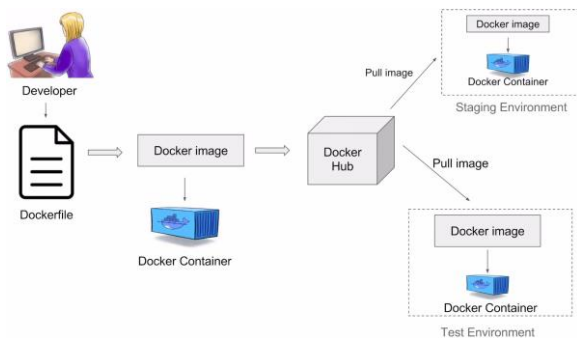 Developer
Dockerfile
Docker image
Docker Container
Docker
Hub
Pull image
Docker image
Docker Container
Staging Environment
Pull image
Docker image
Docker Container
Test Environment